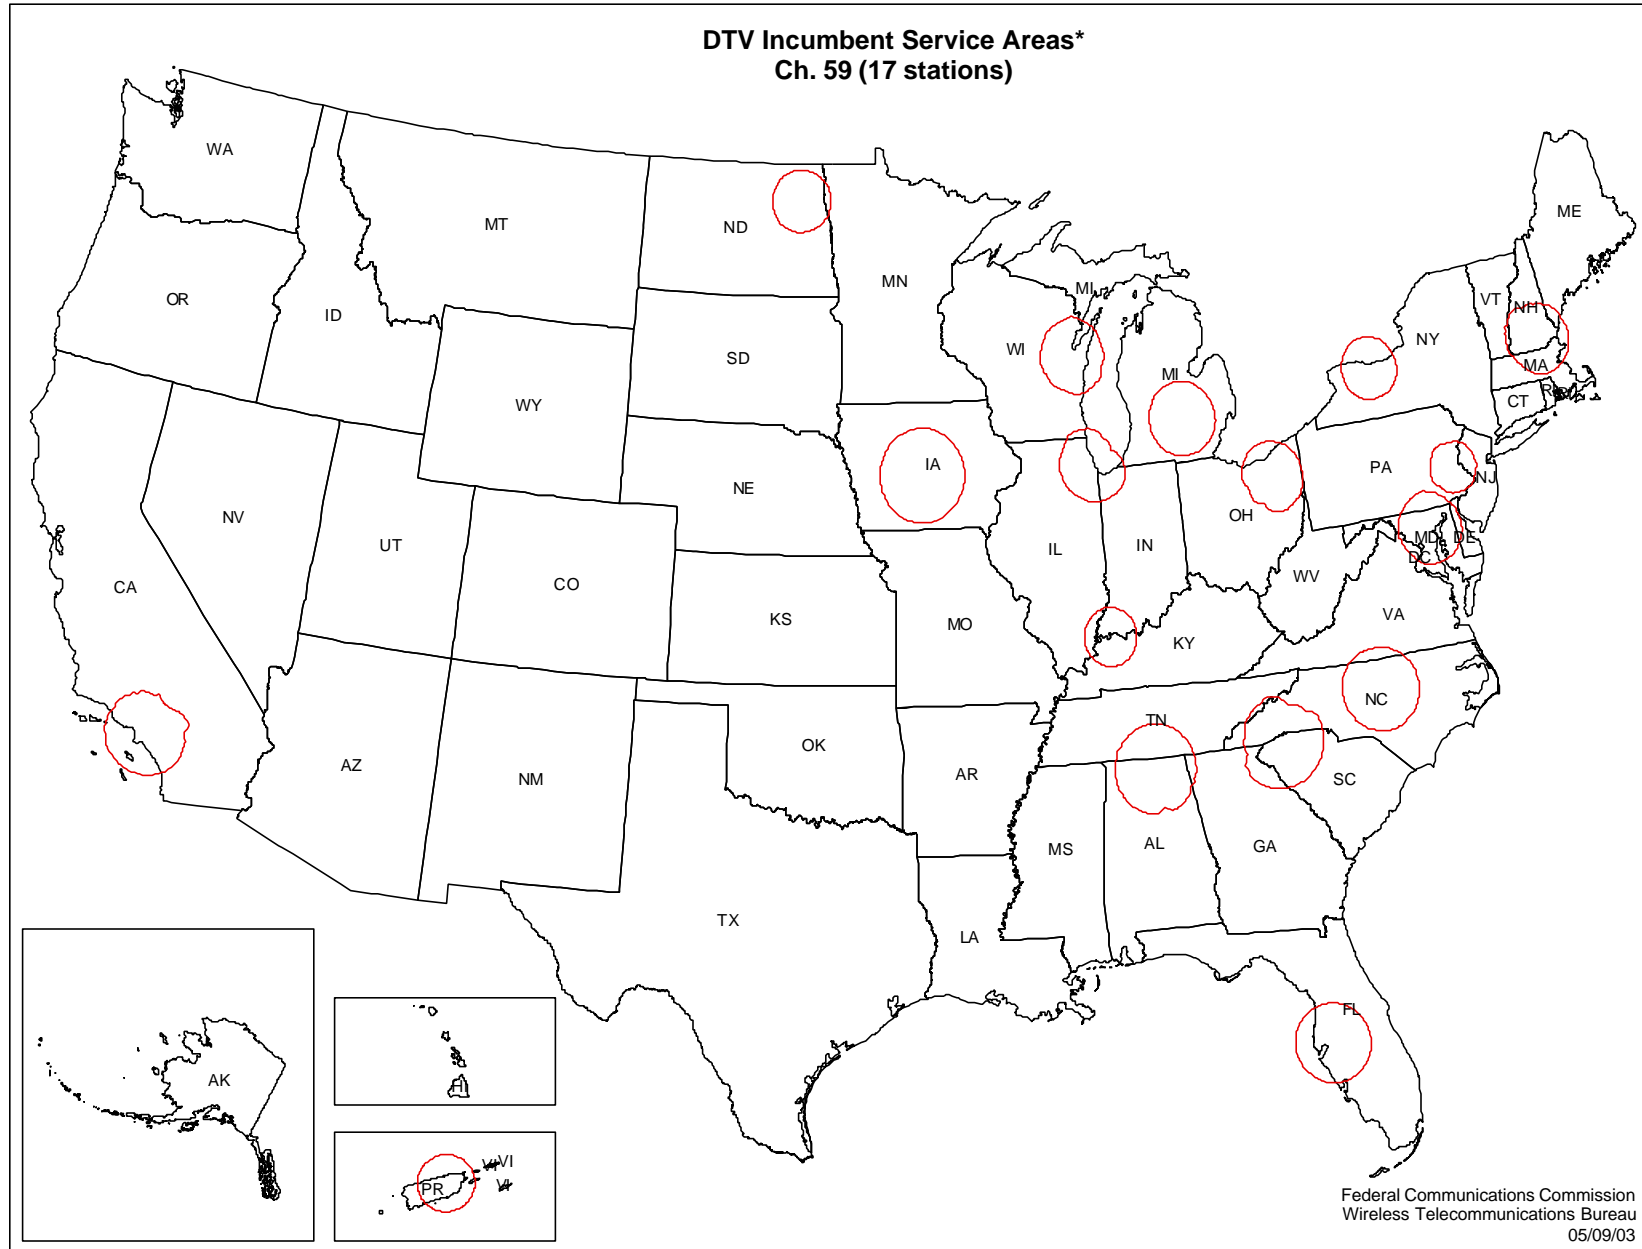 DTV Incumbent Service Areas*
Ch. 59 (17 stations)
WA
MT
ND
MN
ME
OR
ID
SD
WI
MI
MI
NY
VT
NH
MA
CT
RI
WY
NE
IA
PA
NJ
NV
UT
CO
IL
IN
OH
MD
DE
DC
WV
VA
CA
KS
MO
KY
NC
TN
AZ
NM
OK
AR
SC
MS
AL
GA
TX
LA
FL
AK
HI
PR
VI
VI
VI
Federal Communications Commission
Wireless Telecommunications Bureau
05/09/03